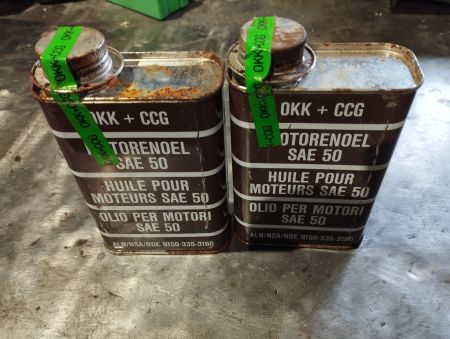 OKK + CCG
OTORENOEL
SAE 50
HUILE POUR
MOTEURS SAE 50
OLIO PER MOTORI
SAE 50
ALN/NSA/NDE 9150-335-3166
OKK + CCG
OTORENOEL
SAE 50
HUILE POUR
MOTEURS SAE 50
OLIO PER MOTORI
SAE 50
ALN/NSA/NDE 9150-335-3166